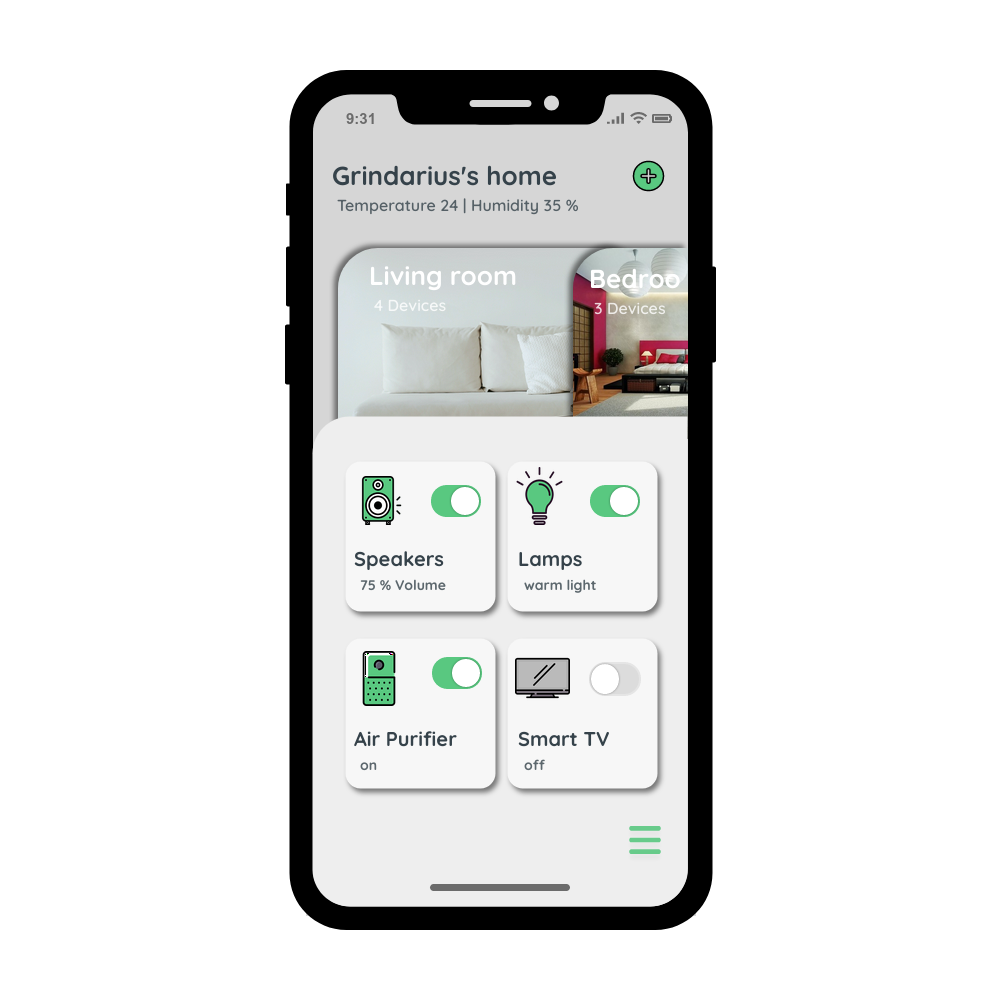 9:31
Grindarius's home
Temperature 24 | Humidity 35 %
Living room
4 Devices
Bedroo
3 Devices
Speakers
75 % Volume
Lamps
warm light
Air Purifier
on
Smart TV
off